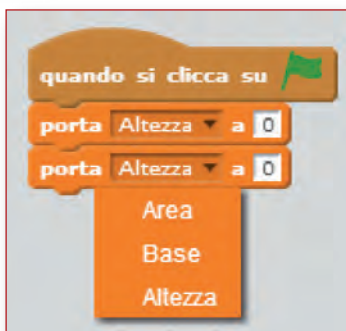 quando si clicca su
porta Altezza a 0
porta Altezza a 0
Area
Base
Altezza